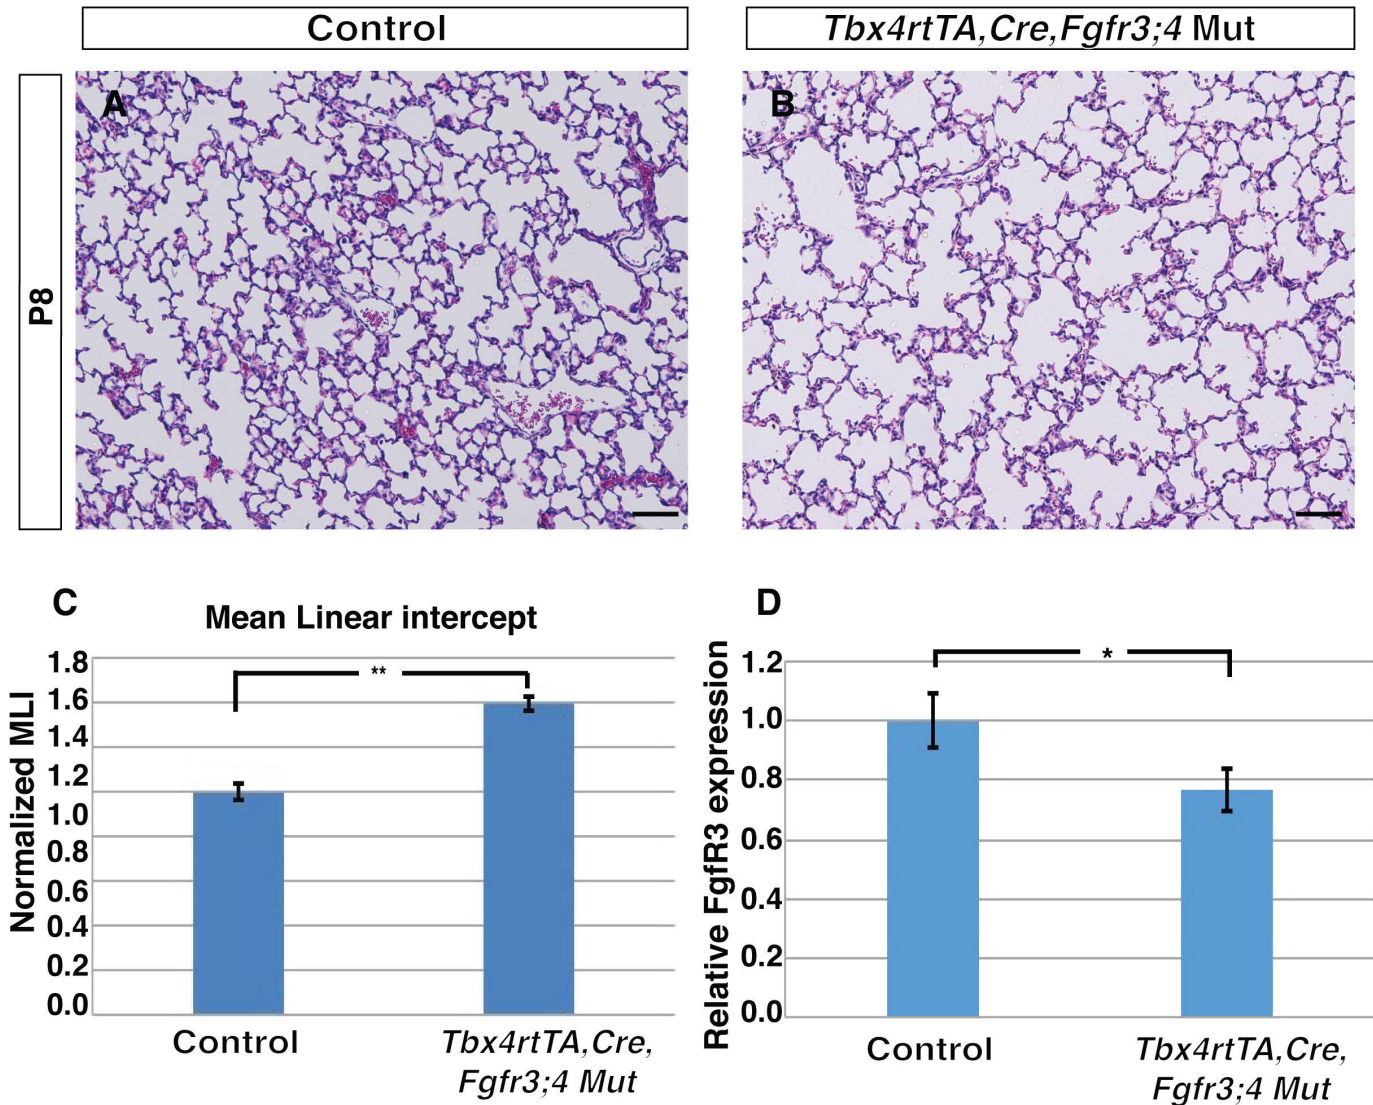 Control
Tbx4rtTA,Cre,Fgfr3;4 Mut
P8
A
B
C
Mean Linear intercept
Normalized MLI
1.8
1.6
1.4
1.2
1.0
0.8
0.6
0.4
0.2
0.0
**
Control
Tbx4rtTA,Cre,
Fgfr3;4 Mut
D
Relative FgfR3 expression
1.2
1.0
0.8
0.6
0.4
0.2
0.0
*
Control
Tbx4rtTA,Cre,
Fgfr3;4 Mut